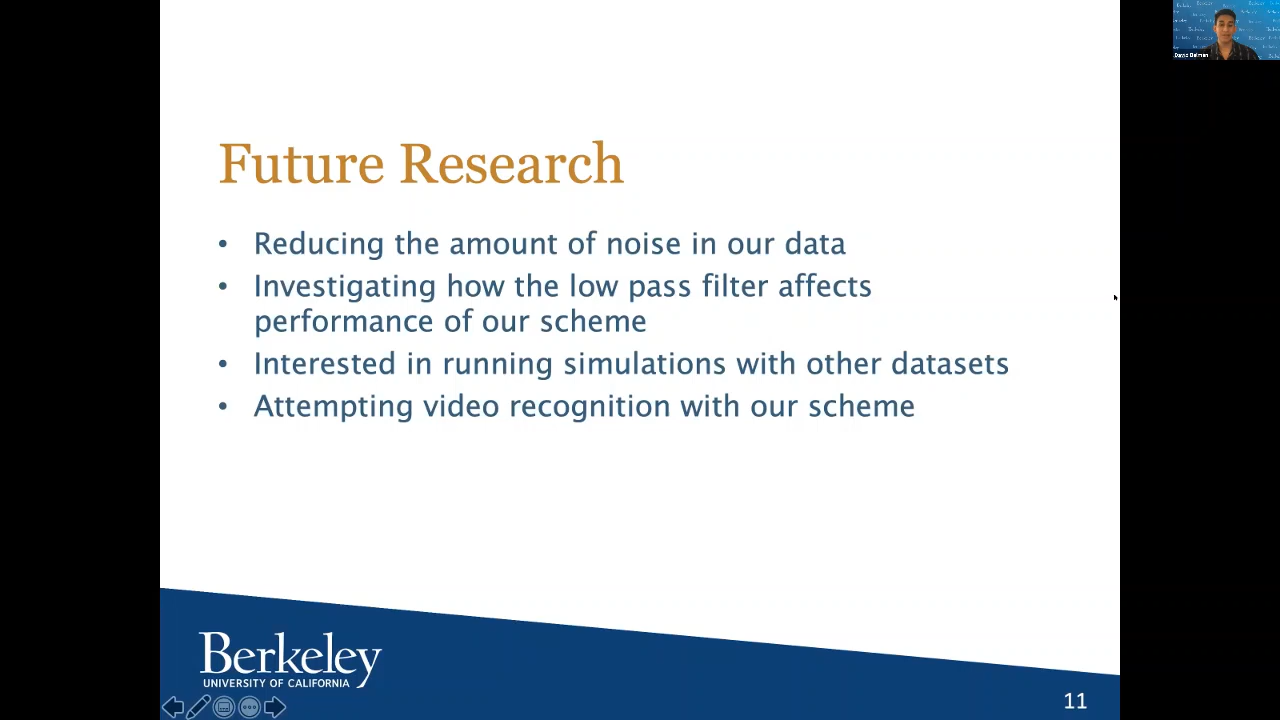 Future Research
• Reducing the amount of noise in our data
• Investigating how the low pass filter affects
performance of our scheme
• Interested in running simulations with other datasets
• Attempting video recognition with our scheme
Berkeley
UNIVERSITY OF CALIFORNIA
11